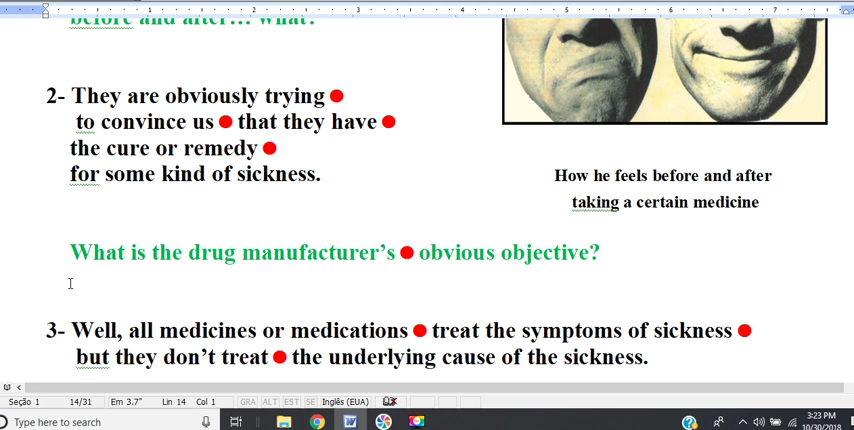 before and after… what?
2- They are obviously trying
to convince us that they have
the cure or remedy
for some kind of sickness.
How he feels before and after
taking a certain medicine
What is the drug manufacturer’s obvious objective?
3- Well, all medicines or medications treat the symptoms of sickness
but they don’t treat the underlying cause of the sickness.
Seção 1 14/31 Em 3.7" Lin 14 Col 1 GRA ALT EST SE Inglês (EUA)
Type here to search
3:23 PM
10/30/2018